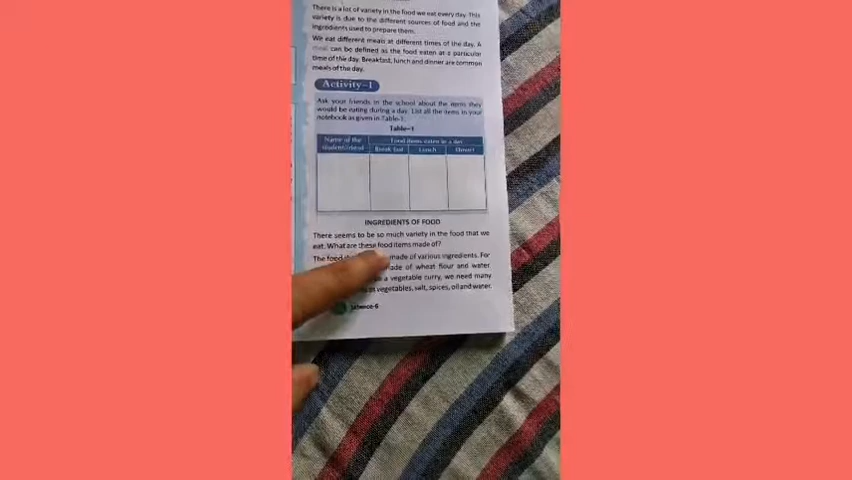 There is a lot of variety in the food we eat every day. This
variety is due to the different sources of food and the
ingredients used to prepare them.
We eat different meals at different times of the day. A
meal can be defined as the food eaten at a particular
time of the day. Breakfast, lunch and dinner are common
meals of the day.
Activity-1
Ask your friends in the school about the items they
would be eating during a day. List all the items in your
notebook as given in Table-1.
Table-1
Name of the Food items eaten in a day
student/friend Break fast Lunch Dinner
INGREDIENTS OF FOOD
There seems to be so much variety in the food that we
eat. What are these food items made of?
The food made of various ingredients. For
made of wheat flour and water
a vegetable curry, we need many
as vegetables, salt, spices, oil and water.
Science-6